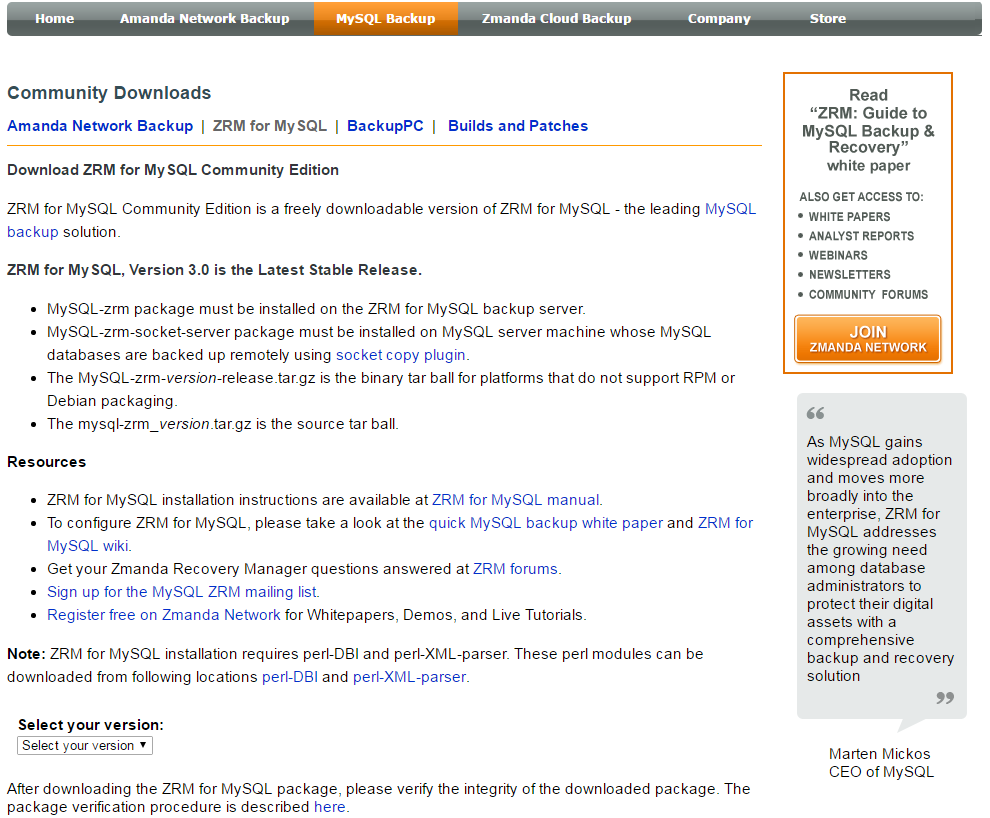 Home Amanda Network Backup MySQL Backup Zmanda Cloud Backup Company Store
Community Downloads
Amanda Network Backup | ZRM for MySQL | BackupPC | Builds and Patches
Download ZRM for MySQL Community Edition
ZRM for MySQL Community Edition is a freely downloadable version of ZRM for MySQL - the leading MySQL
backup solution.
ZRM for MySQL, Version 3.0 is the Latest Stable Release.
• MySQL-zrm package must be installed on the ZRM for MySQL backup server.
• MySQL-zrm-socket-server package must be installed on MySQL server machine whose MySQL
databases are backed up remotely using socket copy plugin.
• The MySQL-zrm-version-release.tar.gz is the binary tar ball for platforms that do not support RPM or
Debian packaging.
• The mysql-zrm_version.tar.gz is the source tar ball.
Resources
• ZRM for MySQL installation instructions are available at ZRM for MySQL manual.
• To configure ZRM for MySQL, please take a look at the quick MySQL backup white paper and ZRM for
MySQL wiki.
• Get your Zmanda Recovery Manager questions answered at ZRM forums.
• Sign up for the MySQL ZRM mailing list.
• Register free on Zmanda Network for Whitepapers, Demos, and Live Tutorials.
Note: ZRM for MySQL installation requires perl-DBI and perl-XML-parser. These perl modules can be
downloaded from following locations perl-DBI and perl-XML-parser.
Select your version:
Select your version ▼
After downloading the ZRM for MySQL package, please verify the integrity of the downloaded package. The
package verification procedure is described here.
Read
“ZRM: Guide to
MySQL Backup &
Recovery”
white paper
ALSO GET ACCESS TO:
• WHITE PAPERS
• ANALYST REPORTS
• WEBINARS
• NEWSLETTERS
• COMMUNITY FORUMS
JOIN
ZMANDA NETWORK
“
As MySQL gains
widespread adoption
and moves more
broadly into the
enterprise, ZRM for
MySQL addresses
the growing need
among database
administrators to
protect their digital
assets with a
comprehensive
backup and recovery
solution
”
Marten Mickos
CEO of MySQL